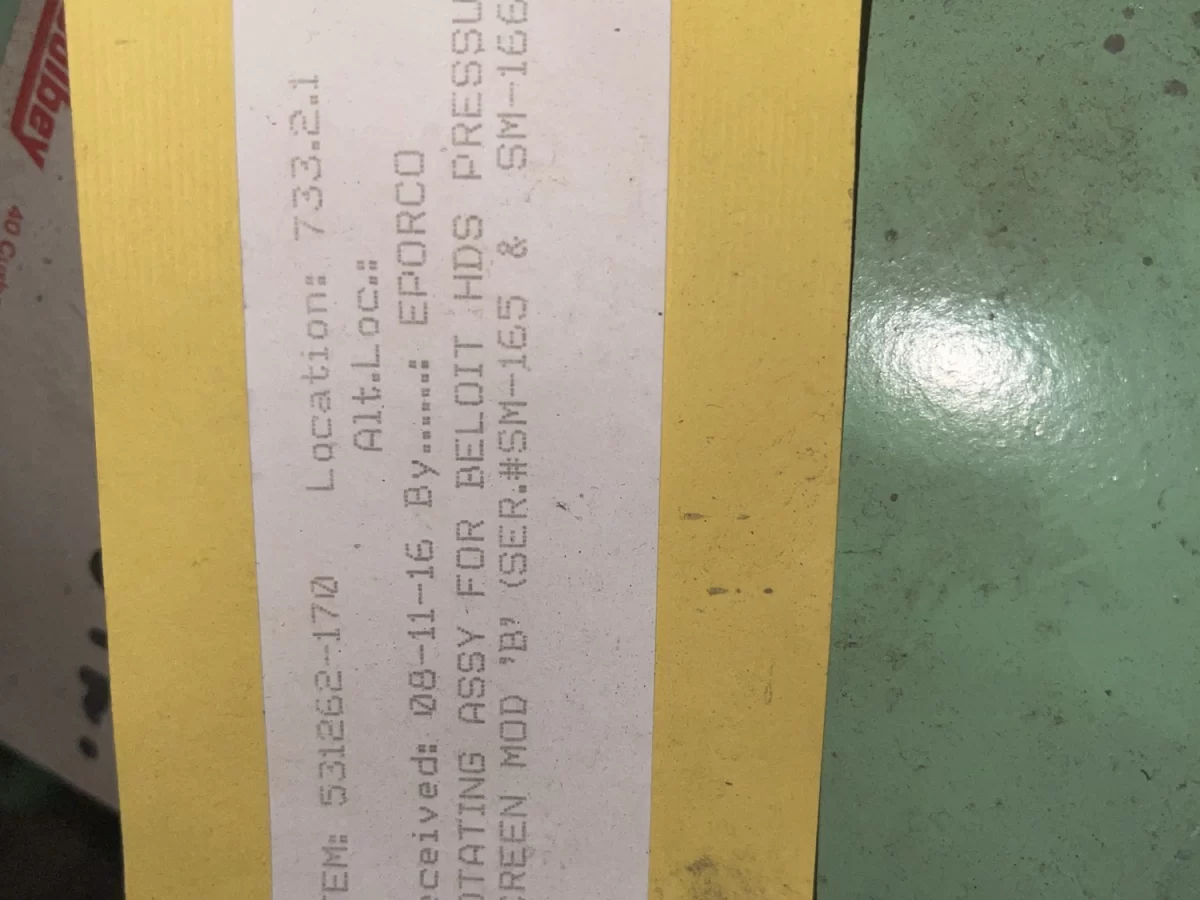 TEM: 531262-170 Location: 733.2.1
Alt.Loc.:
eceived: 08-11-16 By.....: EPORCO
OTATING ASSY FOR BELOIT HDS PRESSU
CREEN MOD 'B' (SER.#SM-165 & SM-166
40